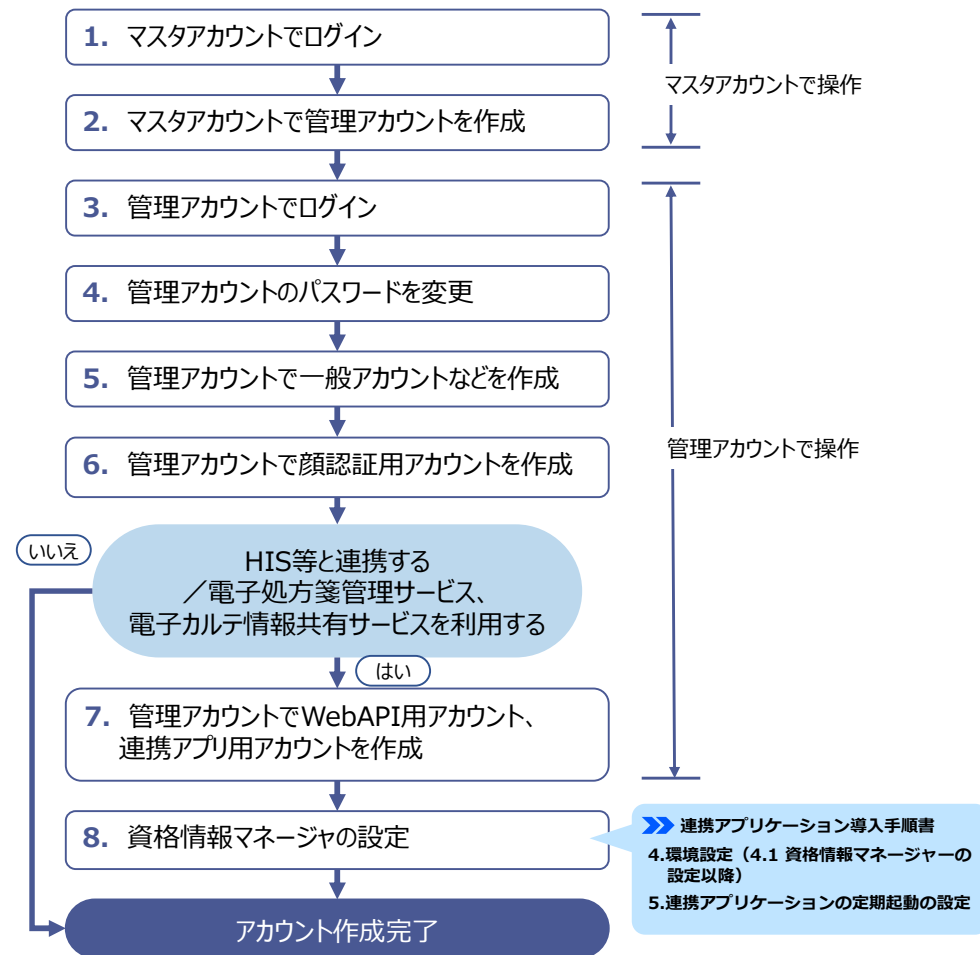 1. マスタアカウントでログイン
マスタアカウントで操作
2. マスタアカウントで管理アカウントを作成
3. 管理アカウントでログイン
4. 管理アカウントのパスワードを変更
5. 管理アカウントで一般アカウントなどを作成
管理アカウントで操作
6. 管理アカウントで顔認証用アカウントを作成
いいえ
HIS等と連携する
／電子処方箋管理サービス、
電子カルテ情報共有サービスを利用する
はい
7. 管理アカウントでWebAPI用アカウント、
連携アプリ用アカウントを作成
8. 資格情報マネージャの設定
連携アプリケーション導入手順書
4.環境設定（4.1 資格情報マネージャーの
設定以降）
5.連携アプリケーションの定期起動の設定
アカウント作成完了